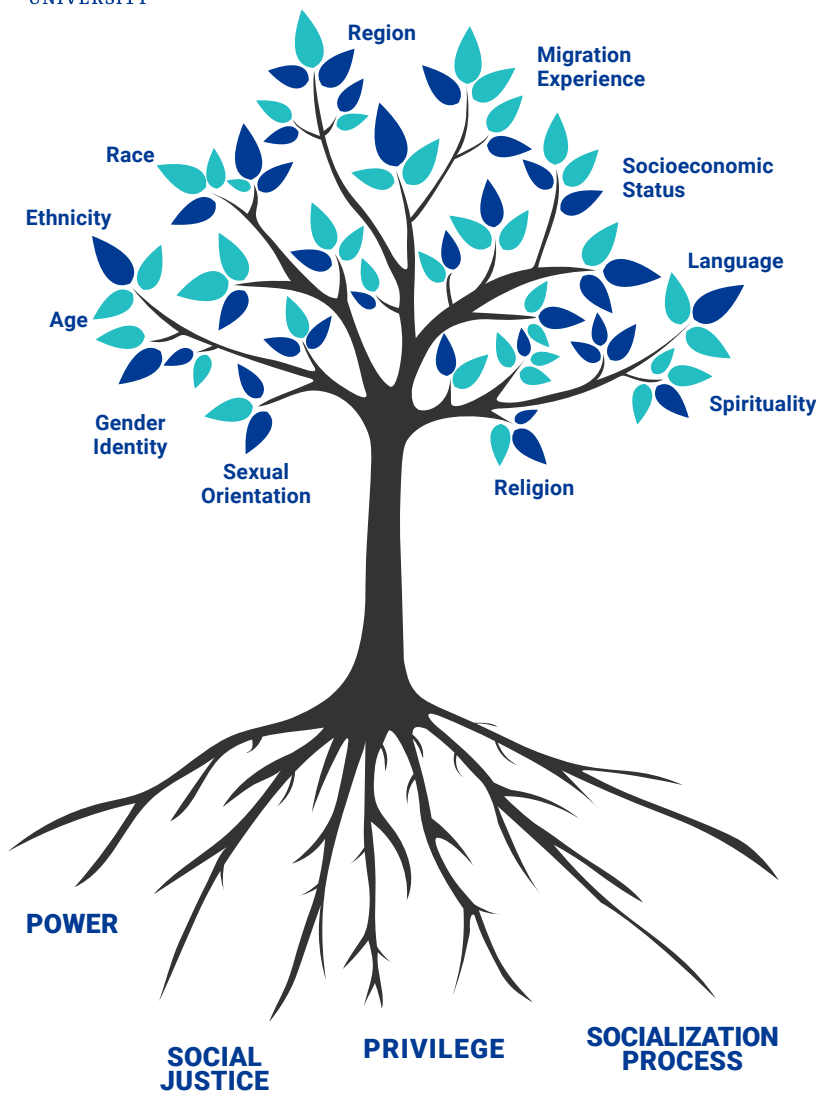 UNIVERSITY
Region
Migration
Experience
Race
Socioeconomic
Status
Ethnicity
Language
Age
Spirituality
Gender
Identity
Sexual
Orientation
Religion
POWER
SOCIAL
JUSTICE
PRIVILEGE
SOCIALIZATION
PROCESS